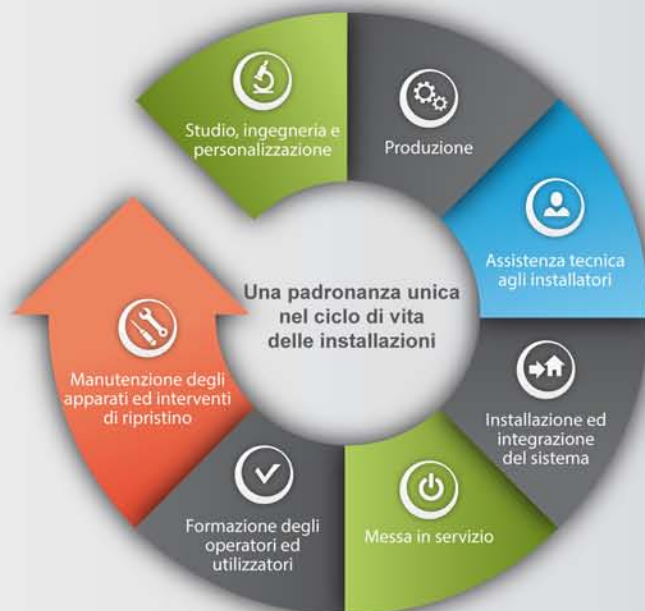 Studio, ingegneria e
personalizzazione
Produzione
Assistenza tecnica
agli installatori
Installazione ed
integrazione
del sistema
Messa in servizio
Formazione degli
operatori ed
utilizzatori
Manutenzione degli
apparati ed interventi
di ripristino
Una padronanza unica
nel ciclo di vita
delle installazioni